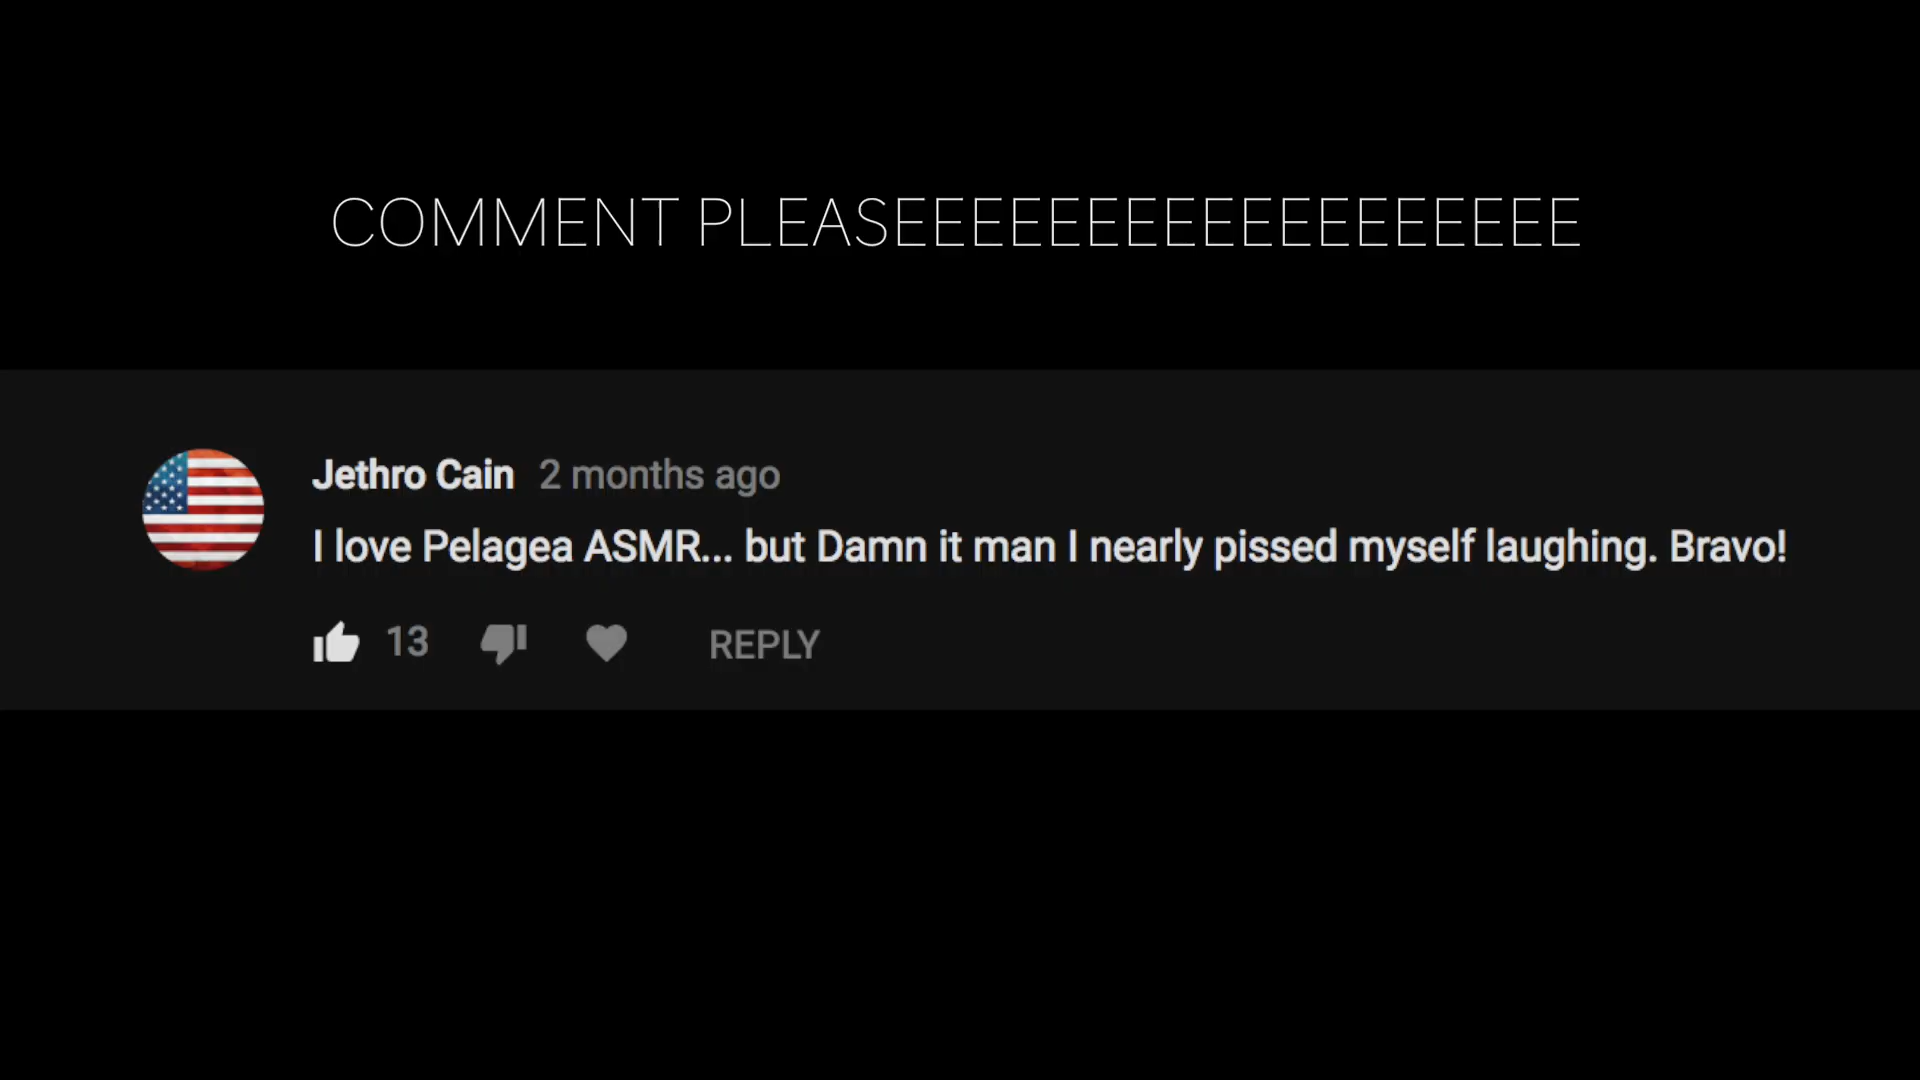 COMMENT PLEASEEEEEEEEEEEEEEEEEE
Jethro Cain 2 months ago
I love Pelagea ASMR... but Damn it man I nearly pissed myself laughing. Bravo!
13 REPLY